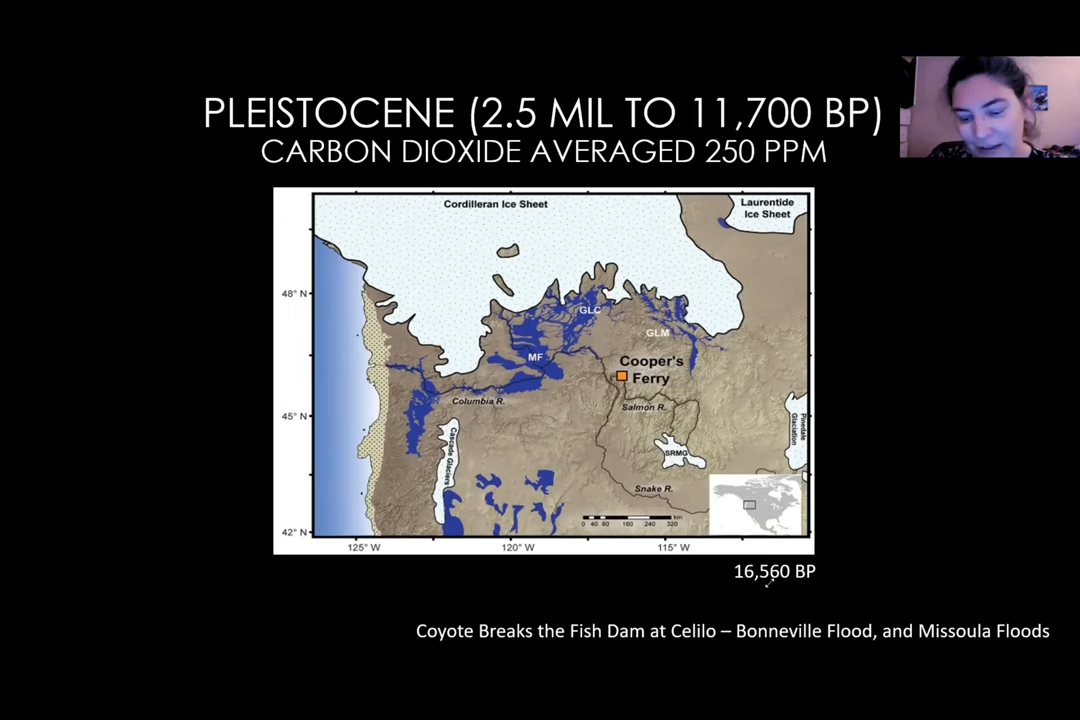 PLEISTOCENE (2.5 MIL TO 11,700 BP)
CARBON DIOXIDE AVERAGED 250 PPM
Cordilleran Ice Sheet
Laurentide
Ice Sheet
48° N
GLC
GLM
MF
Cooper's
Ferry
Columbia R.
Salmon R.
45° N
Cascade Glaciers
Pinedale
Glaciation
SRMG
Snake R.
km
0 40 80 160 240 320
42° N
125° W
120° W
115° W
16,560 BP
Coyote Breaks the Fish Dam at Celilo – Bonneville Flood, and Missoula Floods